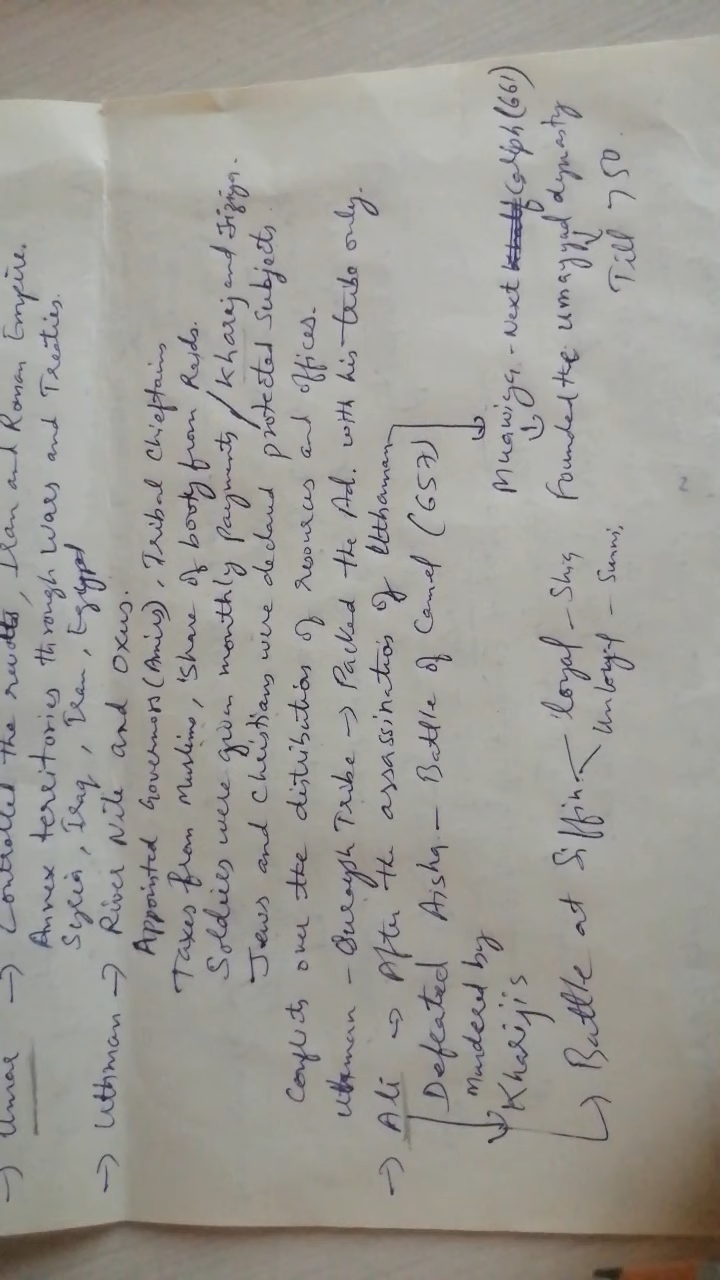 → Umar → Controlled the revolts, Iran and Roman Empire.
Annex territories through Wars and Treaties.
Syria, Iraq, Iran, Egypt
→ Uthman → River Nile and Oxus.
Appointed Governors (Amirs), Tribal Chieftains
Taxes from Muslims, Share of booty from Raids.
Soldiers were given monthly payments / Kharaj and Jiziya.
Jews and Christians were declared protected Subjects
Conflicts over the distribution of resources and offices.
Uthman - Quraysh Tribe → Packed the Ad. with his tribe only.
→ Ali → After the assassination of Uthaman
Defeated Aisha - Battle of Camel (657)
Murdered by
Kharijis
Muawiya - Next Caliph (661)
Founded the Umayyad dynasty
Till 750.
↳ Battle at Siffin
loyal - Shia
Unloyal - Sunni